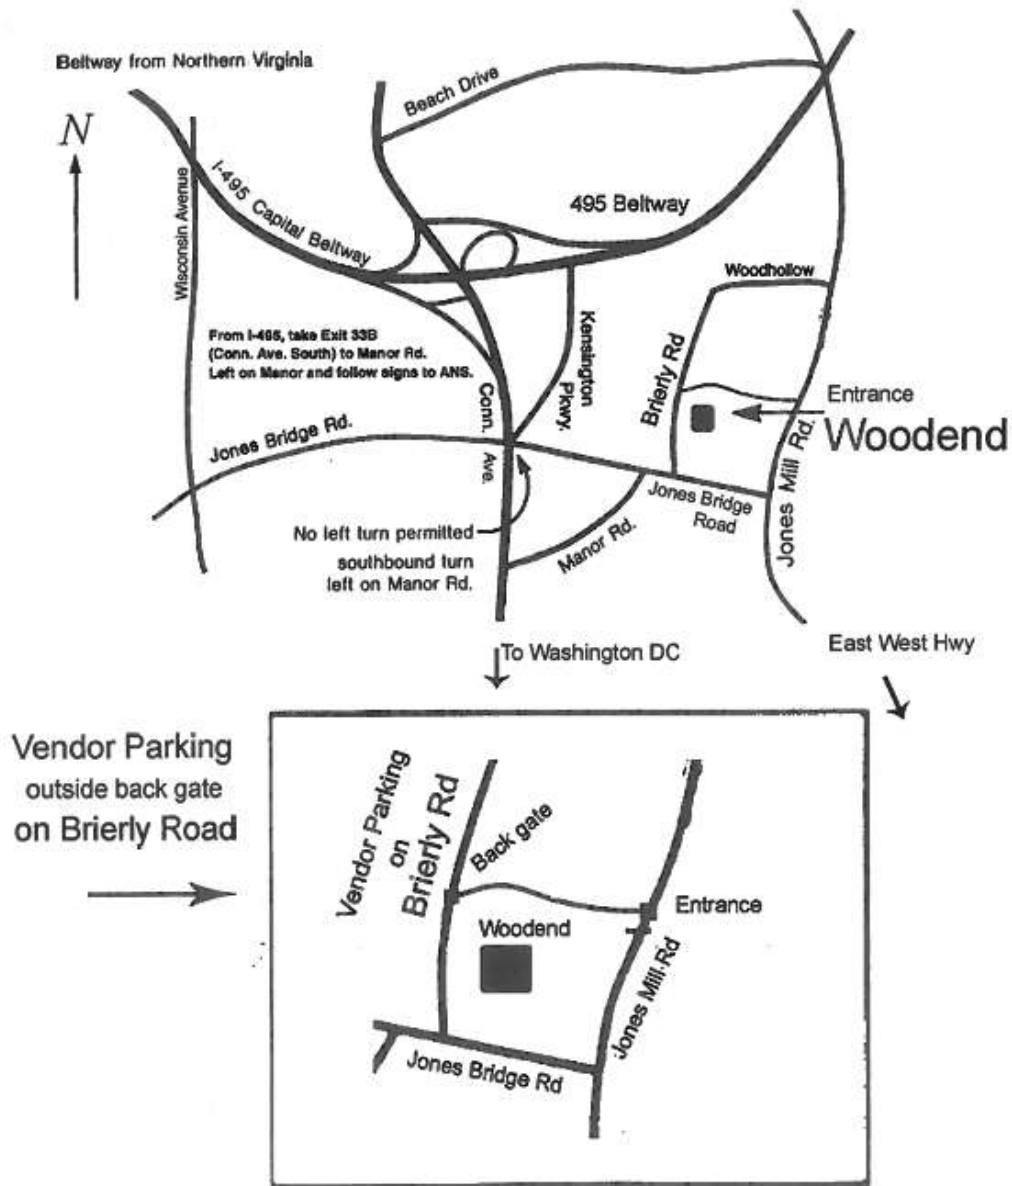 Beltway from Northern Virginia
N
Beach Drive
I-495 Capital Beltway
Wisconsin Avenue
495 Beltway
Woodhollow
From I-495, take Exit 33B
(Conn. Ave. South) to Manor Rd.
Left on Manor and follow signs to ANS.
Kensington Pkwy.
Brierly Rd
Entrance
Woodend
Conn. Ave.
Jones Bridge Rd.
Jones Mill Rd.
Jones Bridge
Road
No left turn permitted
southbound turn
left on Manor Rd.
Manor Rd.
To Washington DC
East West Hwy
Vendor Parking
outside back gate
on Brierly Road
Vendor Parking
on
Brierly Rd
Back gate
Entrance
Woodend
Jones Mill Rd
Jones Bridge Rd